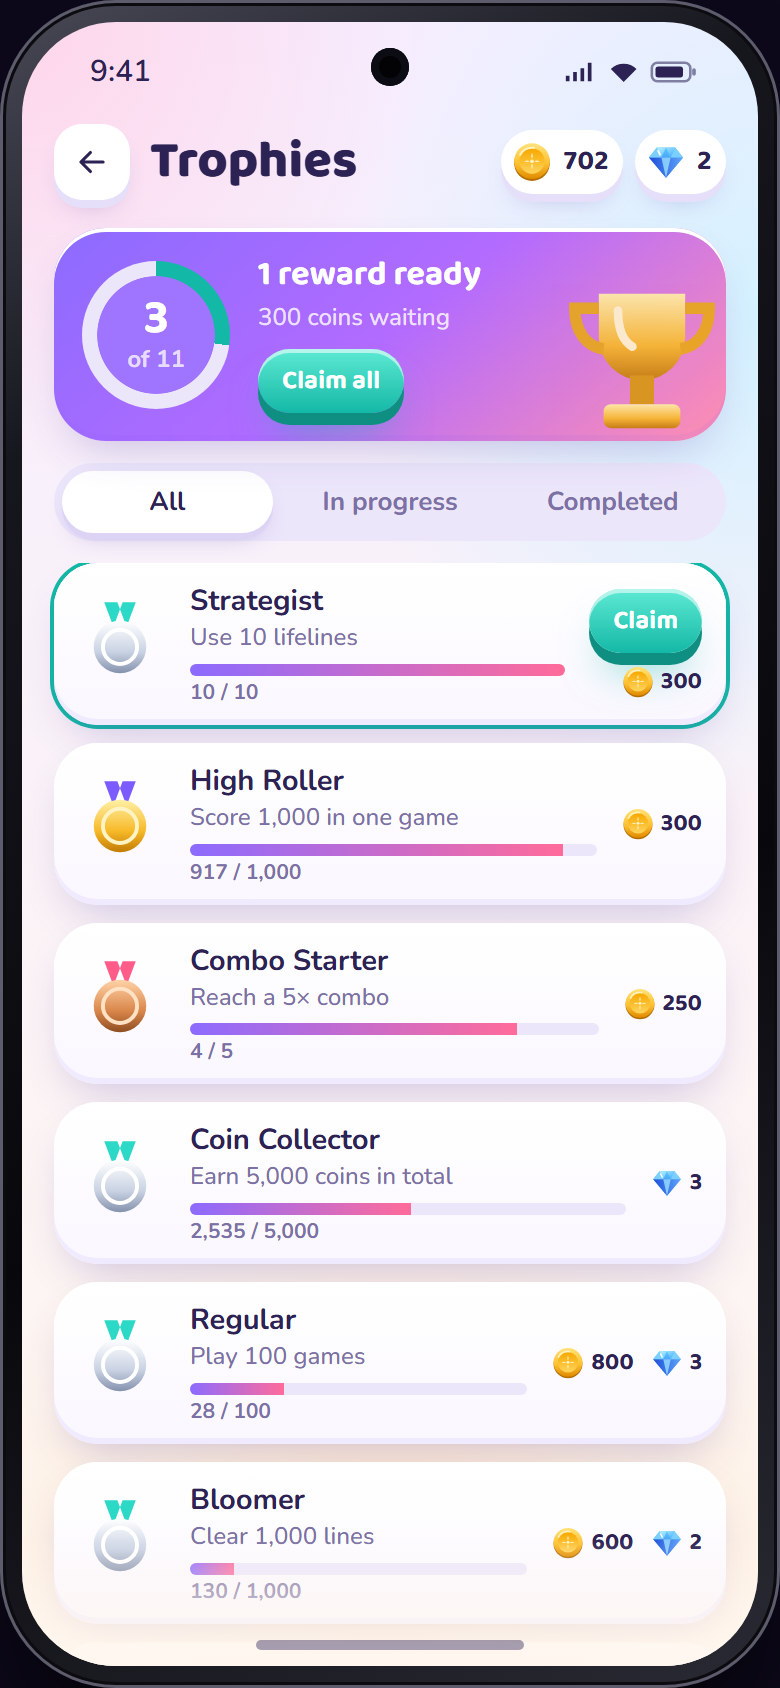 9:41
Trophies
702
2
3
of 11
1 reward ready
300 coins waiting
Claim all
All
In progress
Completed
Strategist
Use 10 lifelines
10 / 10
Claim
300
High Roller
Score 1,000 in one game
917 / 1,000
300
Combo Starter
Reach a 5× combo
4 / 5
250
Coin Collector
Earn 5,000 coins in total
2,535 / 5,000
3
Regular
Play 100 games
28 / 100
800
3
Bloomer
Clear 1,000 lines
130 / 1,000
600
2